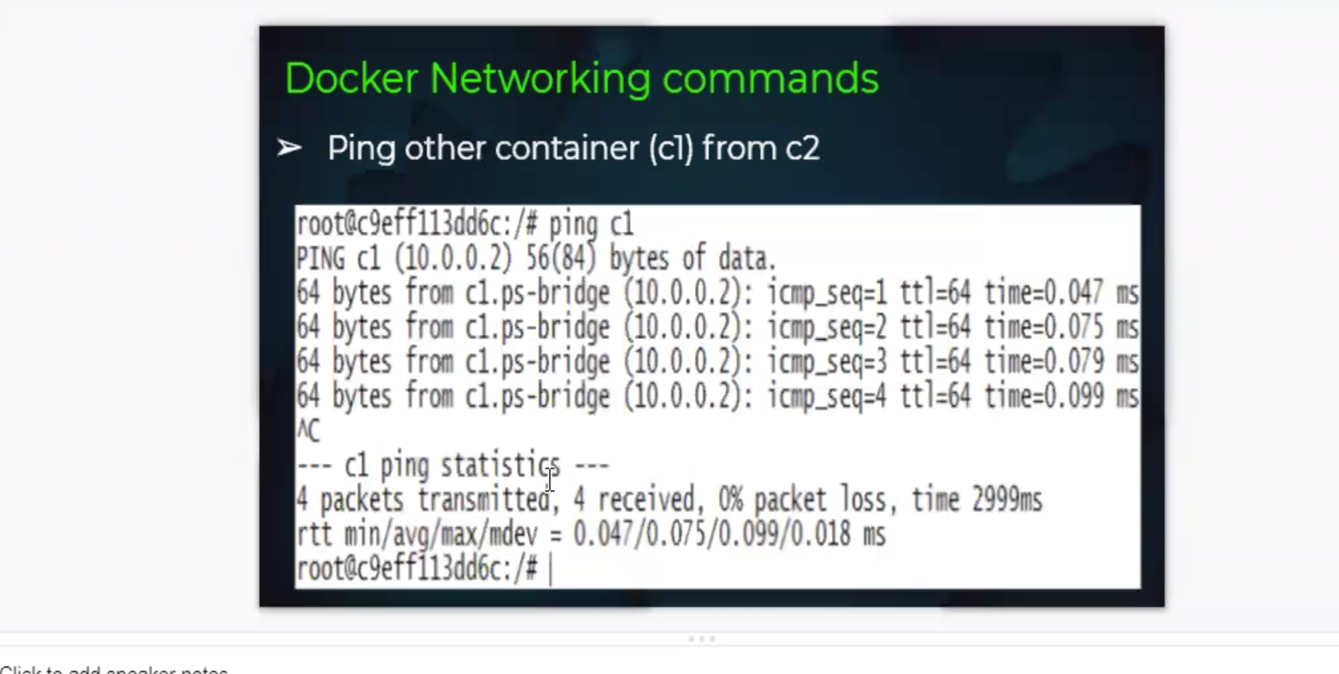 Docker Networking commands
➢ Ping other container (c1) from c2
root@c9eff113dd6c:/# ping c1
PING c1 (10.0.0.2) 56(84) bytes of data.
64 bytes from c1.ps-bridge (10.0.0.2): icmp_seq=1 ttl=64 time=0.047 ms
64 bytes from c1.ps-bridge (10.0.0.2): icmp_seq=2 ttl=64 time=0.075 ms
64 bytes from c1.ps-bridge (10.0.0.2): icmp_seq=3 ttl=64 time=0.079 ms
64 bytes from c1.ps-bridge (10.0.0.2): icmp_seq=4 ttl=64 time=0.099 ms
^C
--- c1 ping statistics ---
4 packets transmitted, 4 received, 0% packet loss, time 2999ms
rtt min/avg/max/mdev = 0.047/0.075/0.099/0.018 ms
root@c9eff113dd6c:/#
Click to add speaker notes